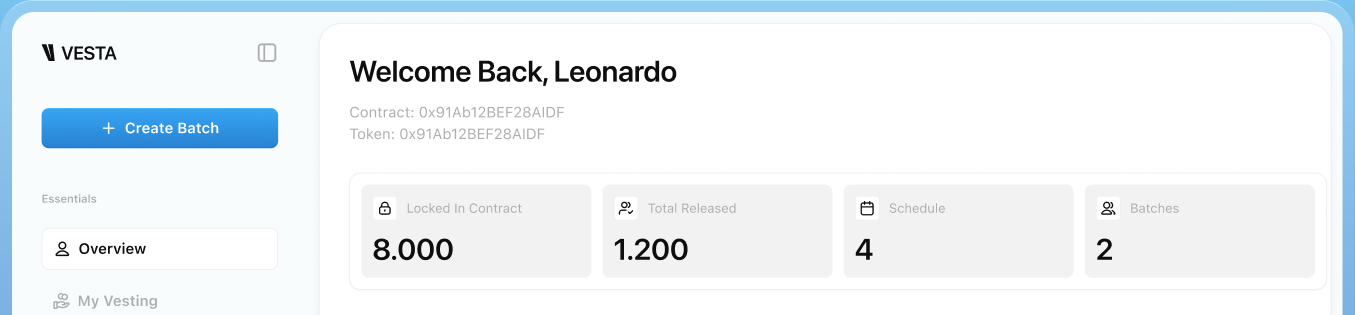 VESTA
+ Create Batch
Essentials
Overview
My Vesting
Welcome Back, Leonardo
Contract: 0x91Ab12BEF28AIDF
Token: 0x91Ab12BEF28AIDF
Locked In Contract
8.000
Total Released
1.200
Schedule
4
Batches
2